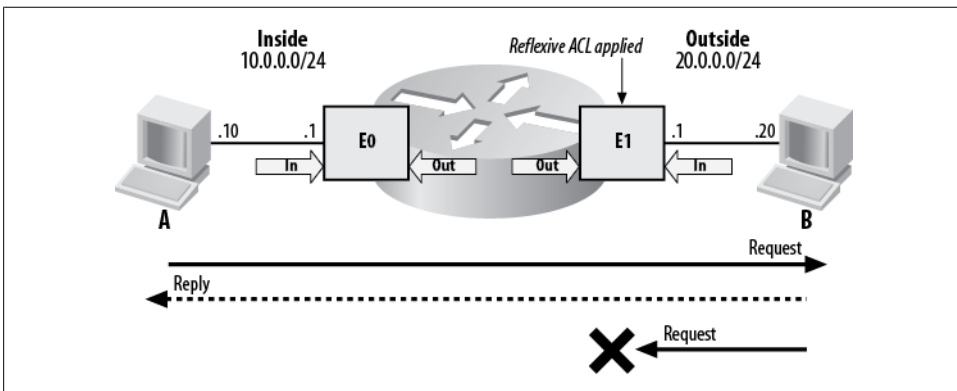 Inside
10.0.0.0/24
Reflexive ACL applied
Outside
20.0.0.0/24
.10
.1
E0
In
Out
Out
E1
.1
In
.20
A
B
Request
Reply
Request